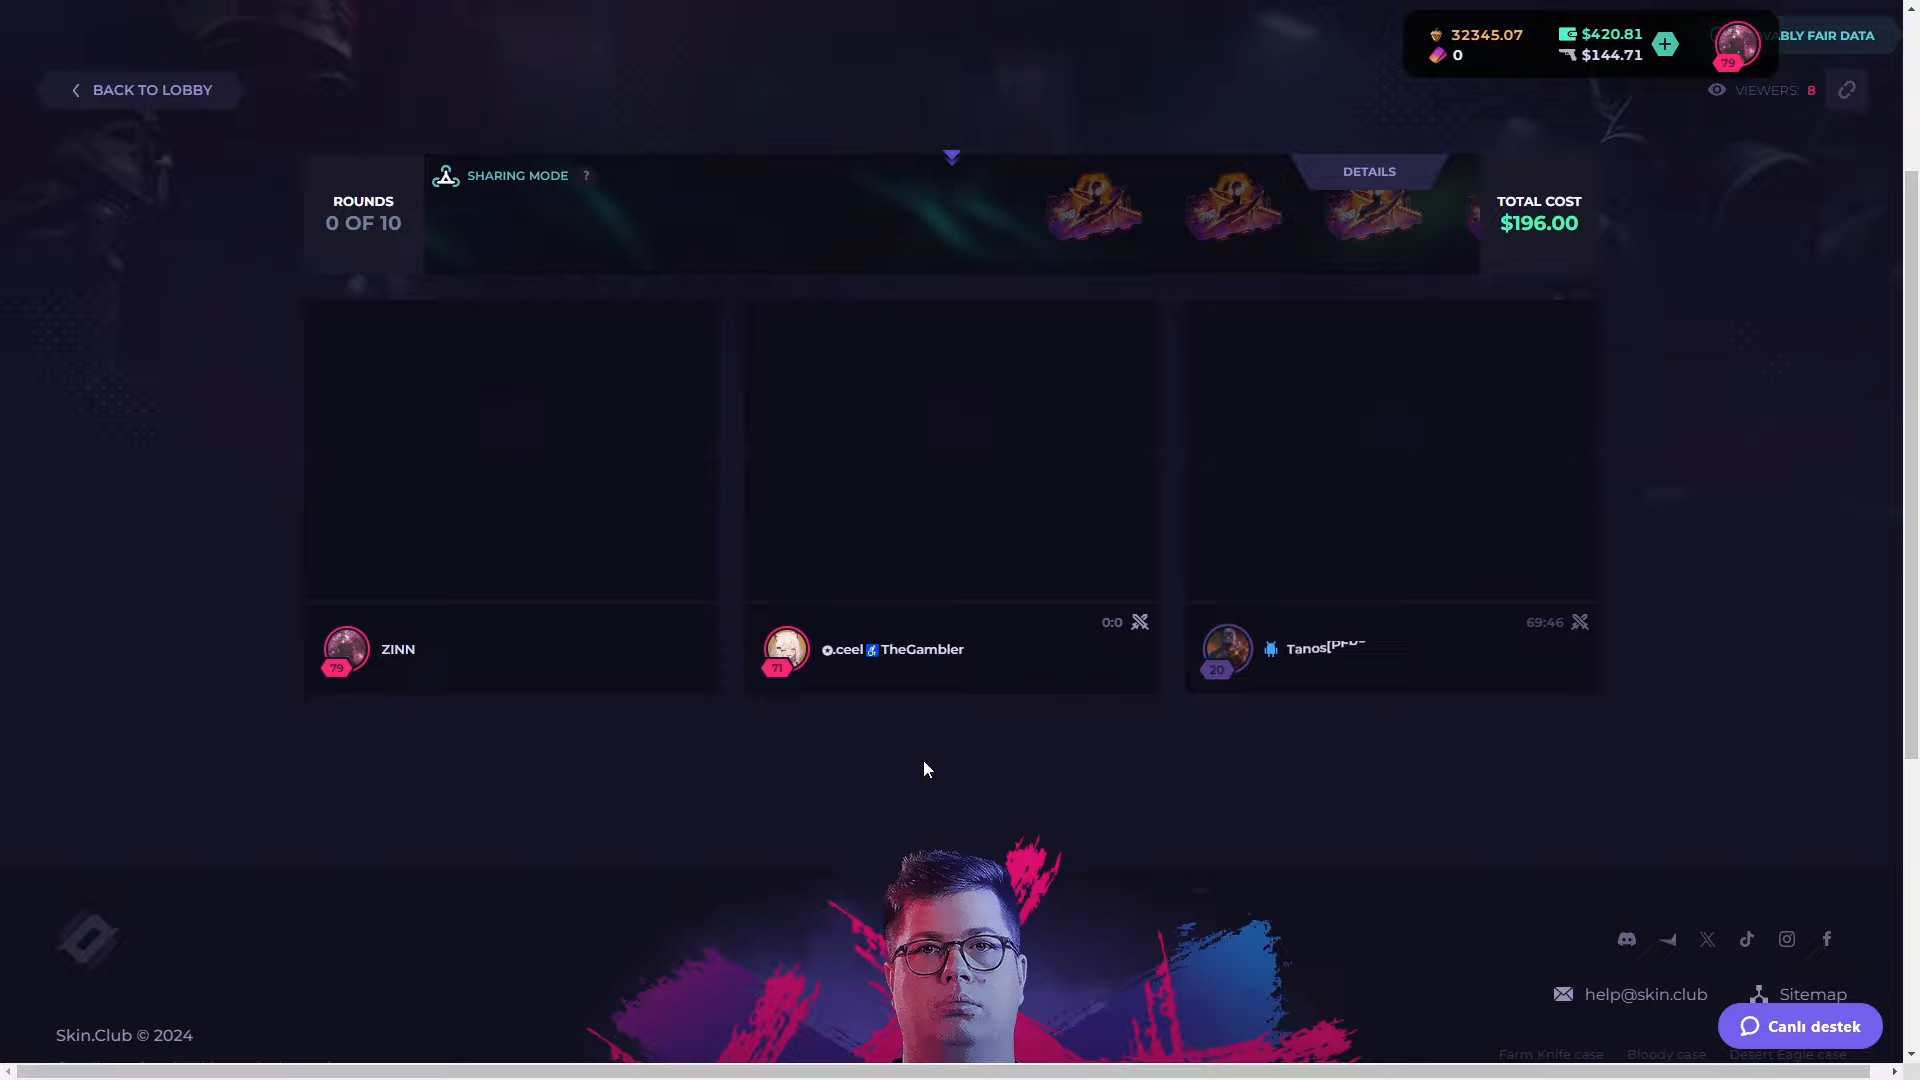 32345.07
$420.81
ABLY FAIR DATA
0
$144.71
79
BACK TO LOBBY
VIEWERS: 8
SHARING MODE ?
DETAILS
ROUNDS
0 OF 10
TOTAL COST
$196.00
0:0
69:46
ZINN
79
.ceel TheGambler
71
Tanos
20
help@skin.club
Sitemap
Canlı destek
Skin.Club © 2024
Farm Knife case
Bloody case
Desert Eagle case